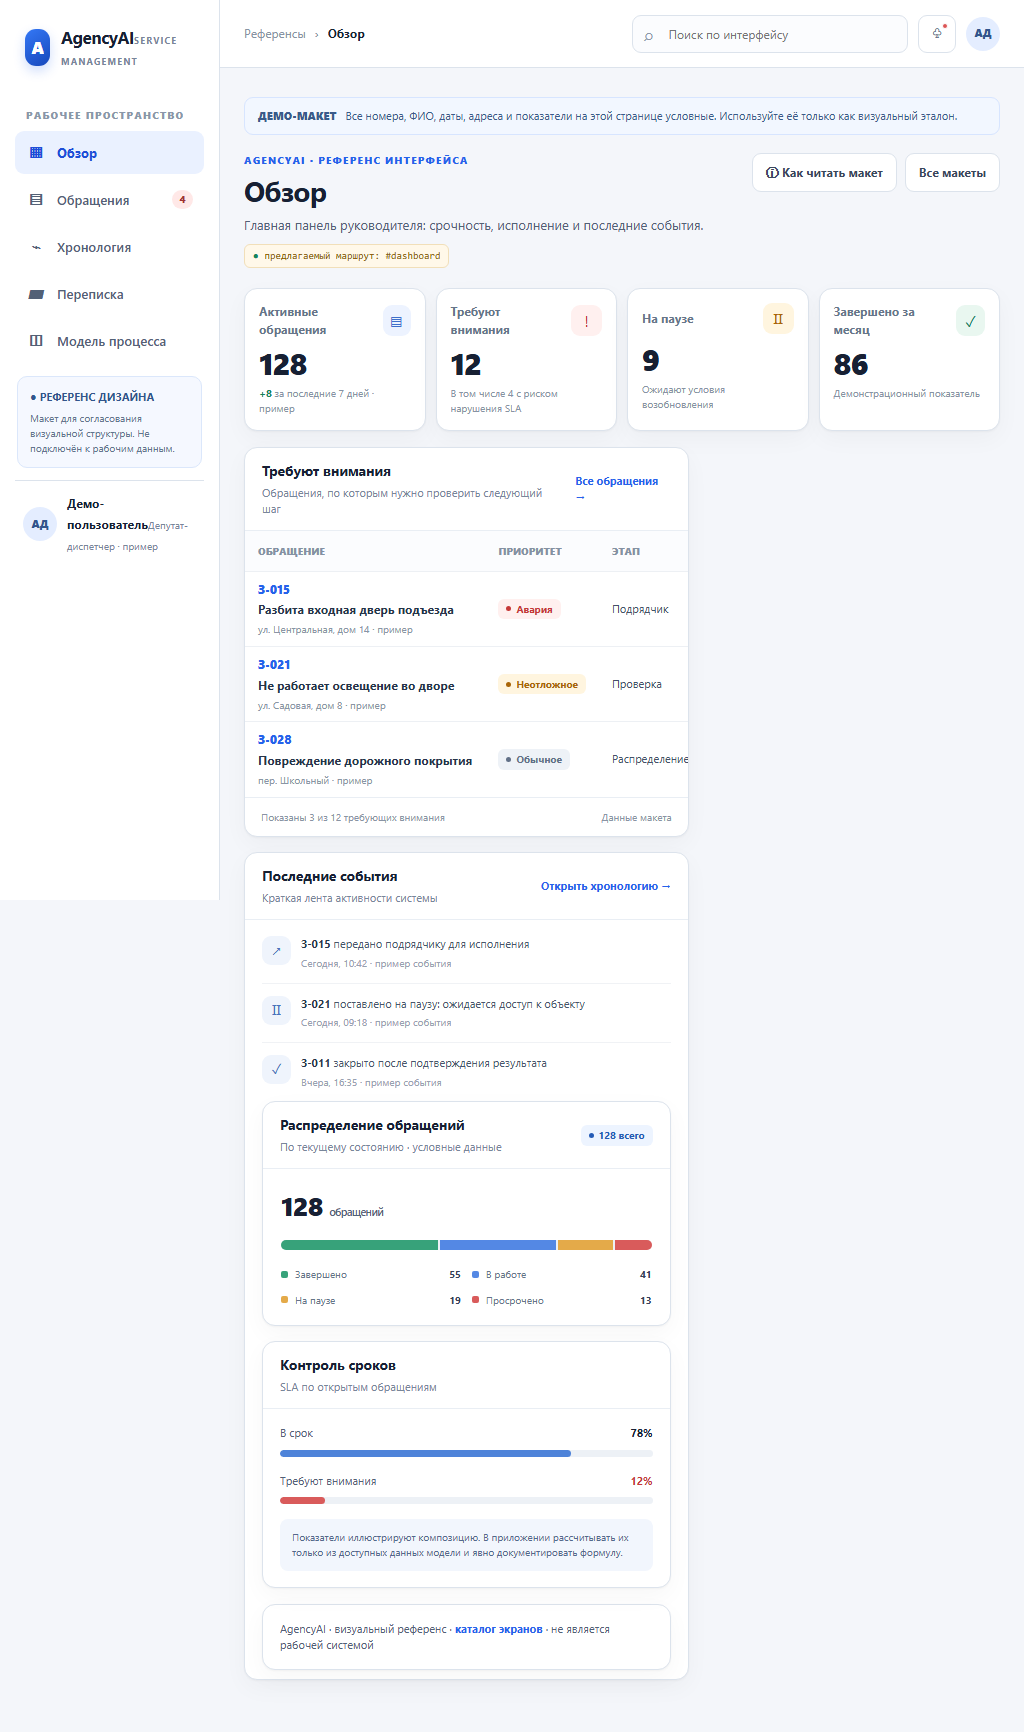 A
AgencyAI SERVICE
MANAGEMENT
РАБОЧЕЕ ПРОСТРАНСТВО
Обзор
Обращения 4
Хронология
Переписка
Модель процесса
● РЕФЕРЕНС ДИЗАЙНА
Макет для согласования
визуальной структуры. Не
подключён к рабочим данным.
АД
Демо-
пользовательДепутат-
диспетчер · пример
Референсы › Обзор
Поиск по интерфейсу
АД
ДЕМО-МАКЕТ Все номера, ФИО, даты, адреса и показатели на этой странице условные. Используйте её только как визуальный эталон.
AGENCYAI · РЕФЕРЕНС ИНТЕРФЕЙСА
Обзор
Главная панель руководителя: срочность, исполнение и последние события.
● предлагаемый маршрут: #dashboard
ⓘ Как читать макет
Все макеты
Активные
обращения
128
+8 за последние 7 дней ·
пример
Требуют
внимания
!
12
В том числе 4 с риском
нарушения SLA
На паузе
9
Ожидают условия
возобновления
Завершено за
месяц
✓
86
Демонстрационный показатель
Требуют внимания
Обращения, по которым нужно проверить следующий
шаг
Все обращения
→
ОБРАЩЕНИЕ ПРИОРИТЕТ ЭТАП
3-015
Разбита входная дверь подъезда
ул. Центральная, дом 14 · пример
● Авария
Подрядчик
3-021
Не работает освещение во дворе
ул. Садовая, дом 8 · пример
● Неотложное
Проверка
3-028
Повреждение дорожного покрытия
пер. Школьный · пример
● Обычное
Распределение
Показаны 3 из 12 требующих внимания
Данные макета
Последние события
Краткая лента активности системы
Открыть хронологию →
↗
3-015 передано подрядчику для исполнения
Сегодня, 10:42 · пример события
3-021 поставлено на паузу: ожидается доступ к объекту
Сегодня, 09:18 · пример события
✓
3-011 закрыто после подтверждения результата
Вчера, 16:35 · пример события
Распределение обращений
По текущему состоянию · условные данные
● 128 всего
128 обращений
Завершено 55
В работе 41
На паузе 19
Просрочено 13
Контроль сроков
SLA по открытым обращениям
В срок 78%
Требуют внимания 12%
Показатели иллюстрируют композицию. В приложении рассчитывать их
только из доступных данных модели и явно документировать формулу.
AgencyAI · визуальный референс · каталог экранов · не является
рабочей системой